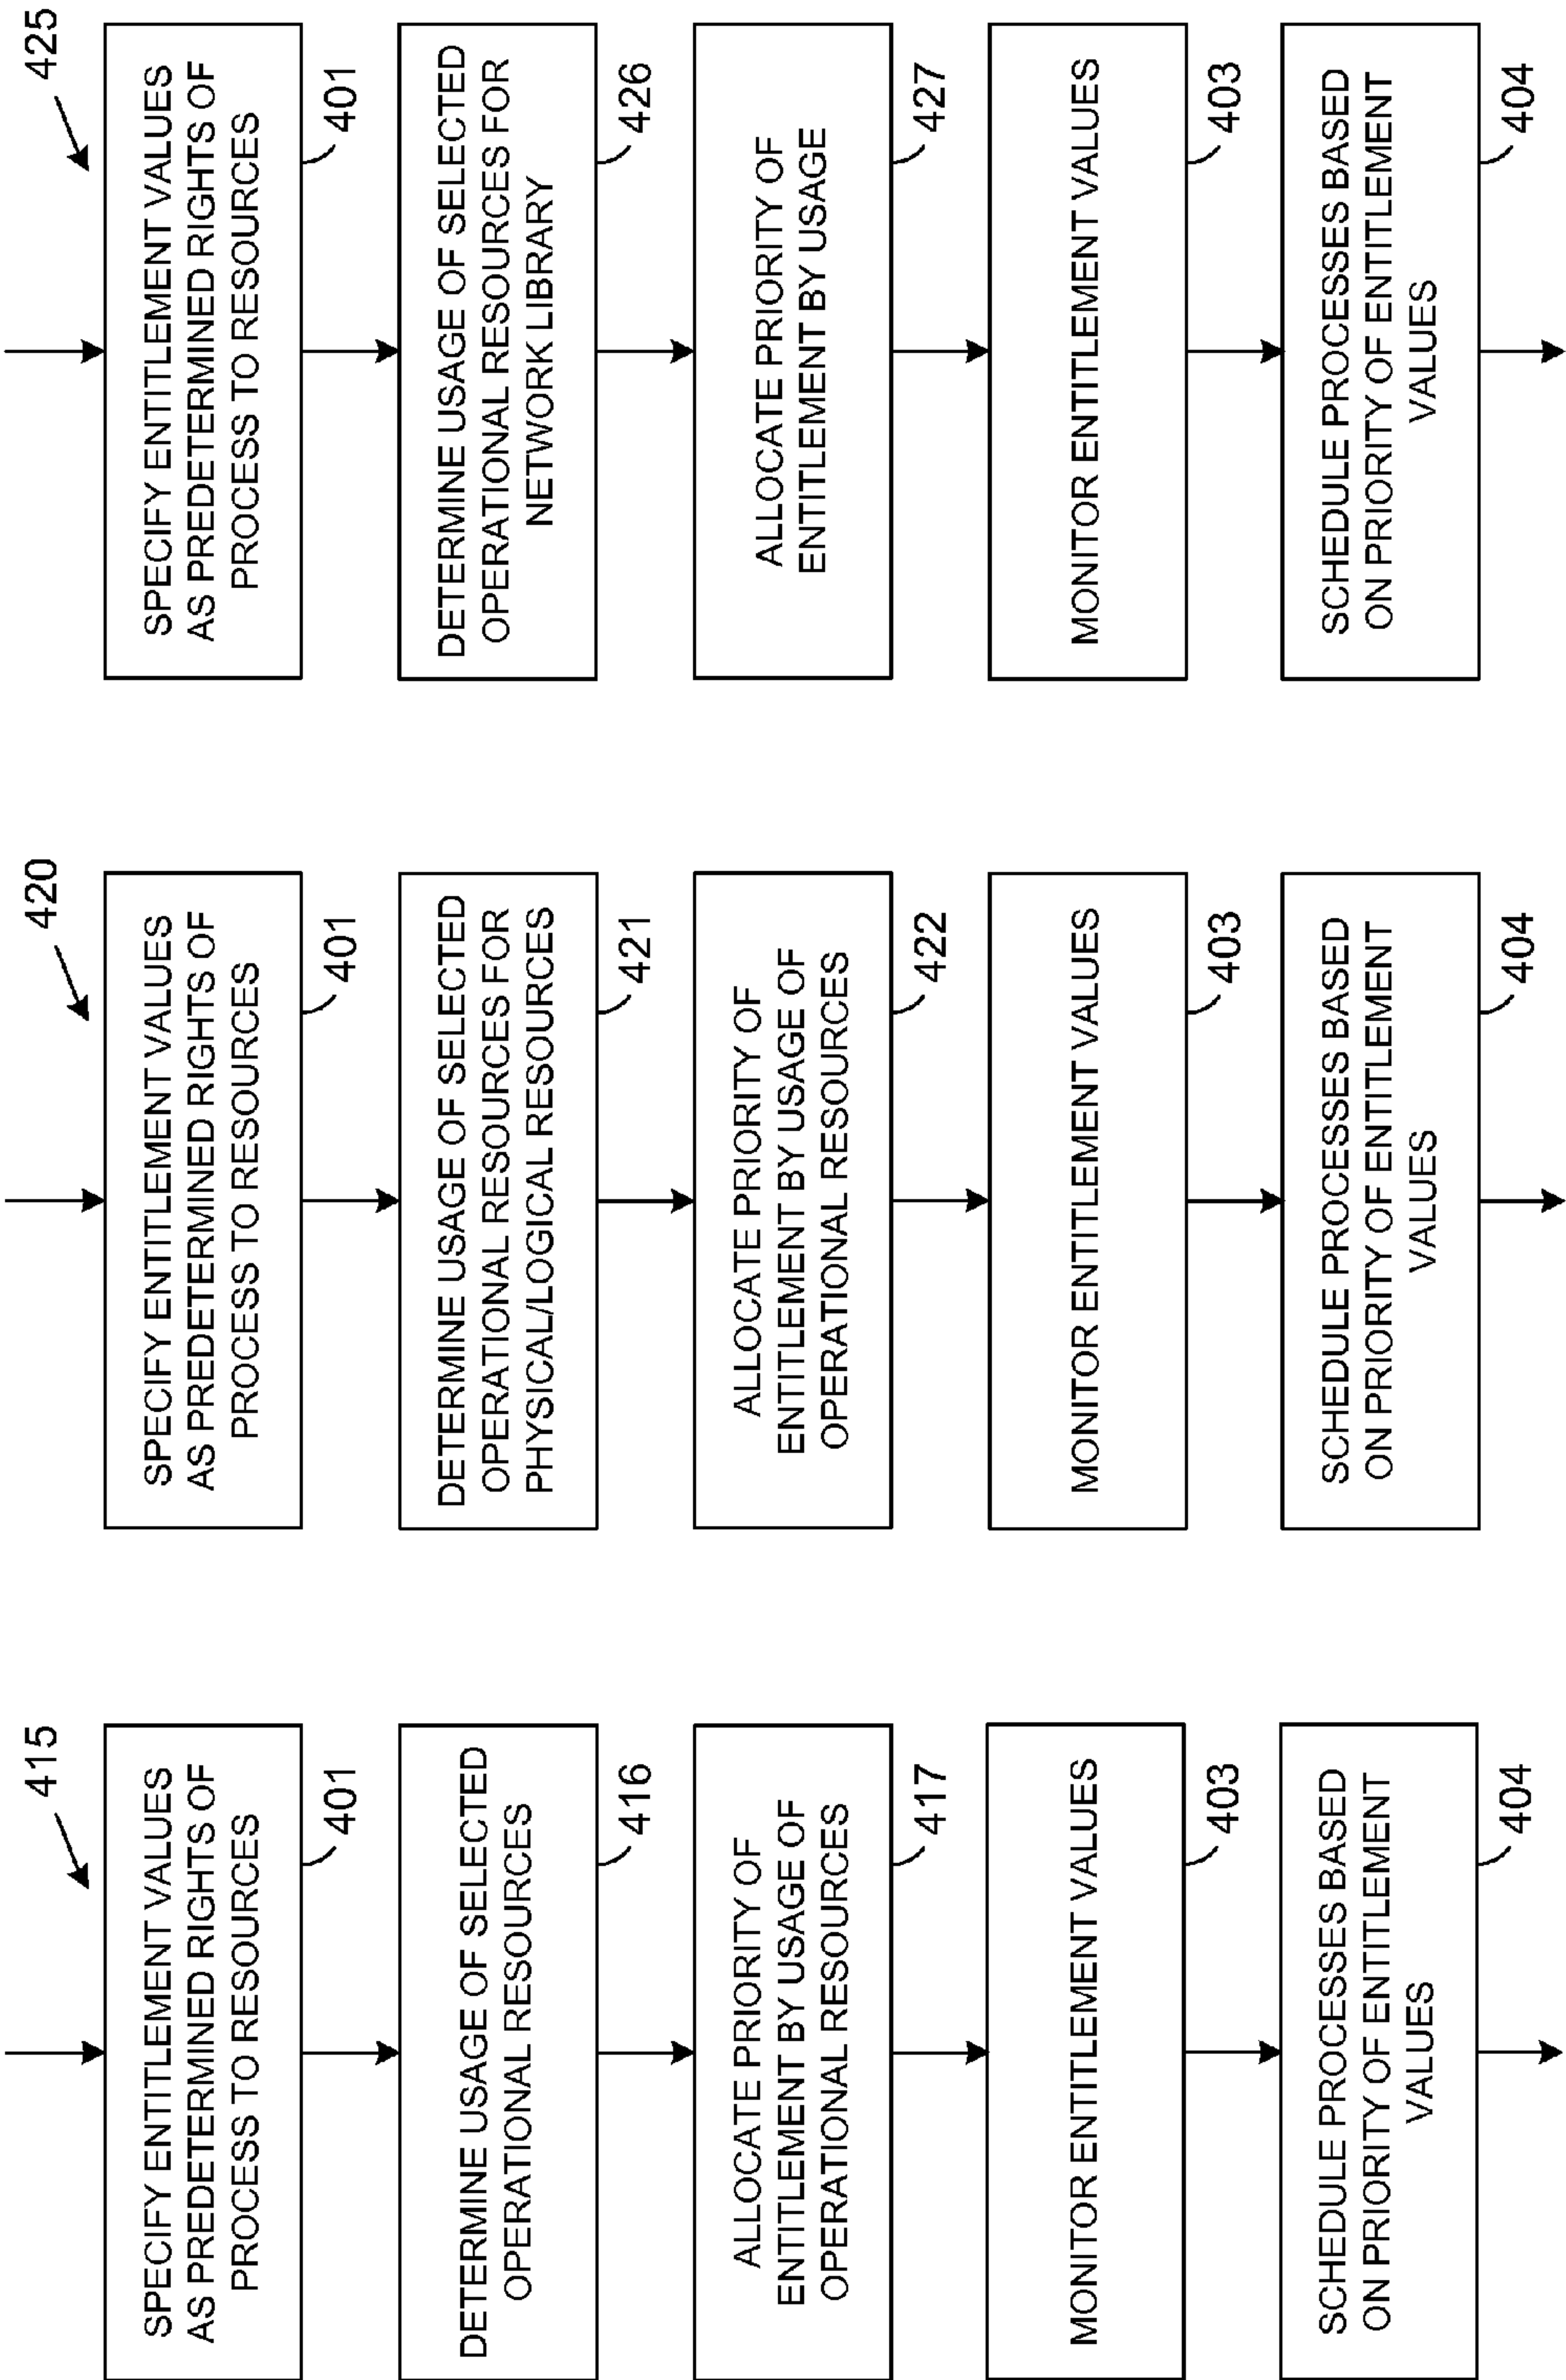 415
SPECIFY ENTITLEMENT VALUES
AS PREDETERMINED RIGHTS OF
PROCESS TO RESOURCES
401
DETERMINE USAGE OF SELECTED
OPERATIONAL RESOURCES
416
ALLOCATE PRIORITY OF
ENTITLEMENT BY USAGE OF
OPERATIONAL RESOURCES
417
MONITOR ENTITLEMENT VALUES
403
SCHEDULE PROCESSES BASED
ON PRIORITY OF ENTITLEMENT
VALUES
404
420
SPECIFY ENTITLEMENT VALUES
AS PREDETERMINED RIGHTS OF
PROCESS TO RESOURCES
401
DETERMINE USAGE OF SELECTED
OPERATIONAL RESOURCES FOR
PHYSICAL/LOGICAL RESOURCES
421
ALLOCATE PRIORITY OF
ENTITLEMENT BY USAGE OF
OPERATIONAL RESOURCES
422
MONITOR ENTITLEMENT VALUES
403
SCHEDULE PROCESSES BASED
ON PRIORITY OF ENTITLEMENT
VALUES
404
425
SPECIFY ENTITLEMENT VALUES
AS PREDETERMINED RIGHTS OF
PROCESS TO RESOURCES
401
DETERMINE USAGE OF SELECTED
OPERATIONAL RESOURCES FOR
NETWORK LIBRARY
426
ALLOCATE PRIORITY OF
ENTITLEMENT BY USAGE
427
MONITOR ENTITLEMENT VALUES
403
SCHEDULE PROCESSES BASED
ON PRIORITY OF ENTITLEMENT
VALUES
404